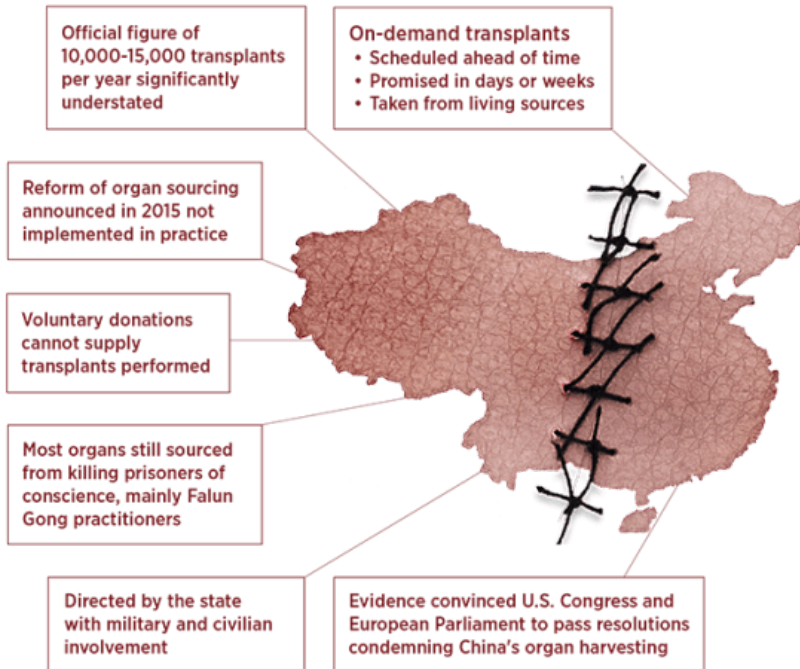 Official figure of
10,000-15,000 transplants
per year significantly
understated
On-demand transplants
• Scheduled ahead of time
• Promised in days or weeks
• Taken from living sources
Reform of organ sourcing
announced in 2015 not
implemented in practice
Voluntary donations
cannot supply
transplants performed
Most organs still sourced
from killing prisoners of
conscience, mainly Falun
Gong practitioners
Directed by the state
with military and civilian
involvement
Evidence convinced U.S. Congress and
European Parliament to pass resolutions
condemning China's organ harvesting